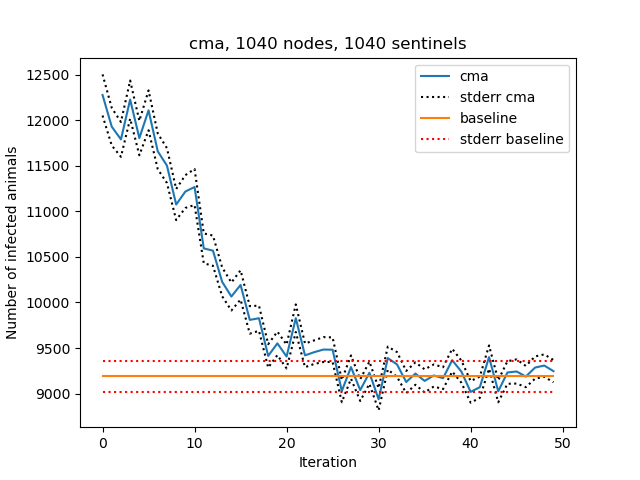 cma, 1040 nodes, 1040 sentinels
cma
stderr cma
baseline
stderr baseline
Number of infected animals
12500
12000
11500
11000
10500
10000
9500
9000
0
10
20
30
40
50
Iteration